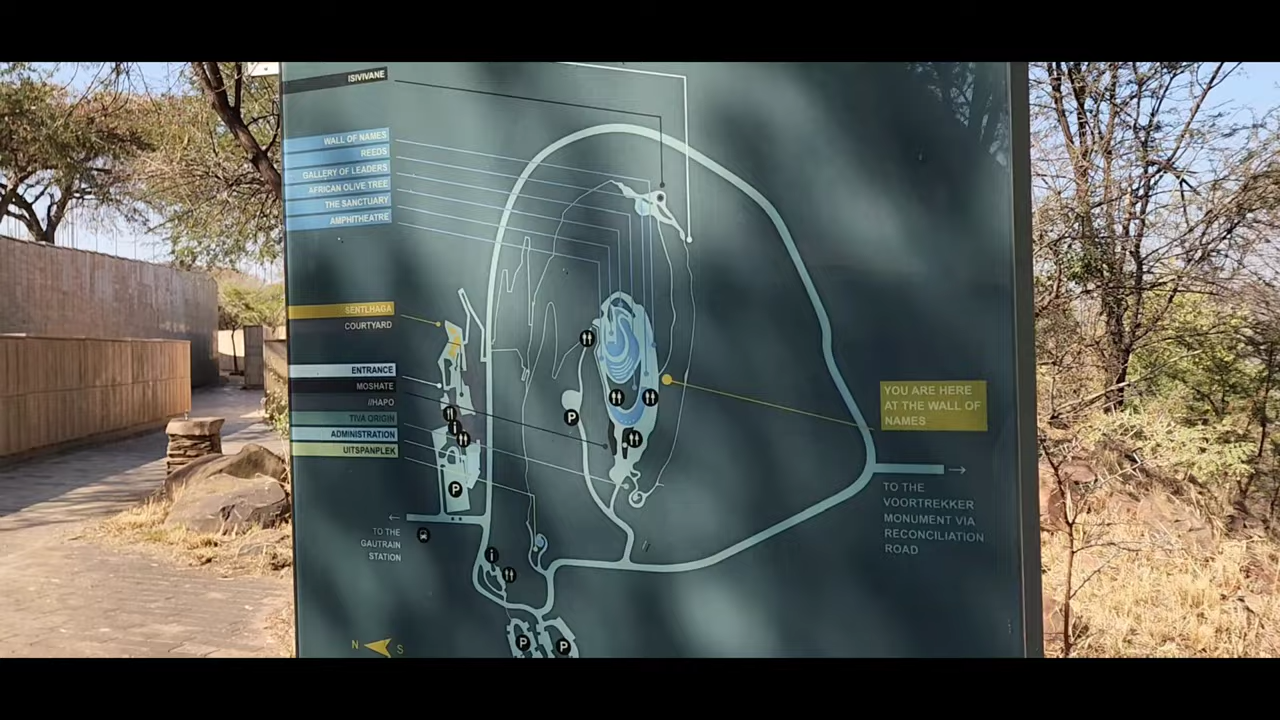 ISIVIVANE
WALL OF NAMES
REEDS
GALLERY OF LEADERS
AFRICAN OLIVE TREE
THE SANCTUARY
AMPHITHEATRE
SENTLHAGA
COURTYARD
ENTRANCE
MOSHATE
//HAPO
TIVA ORIGIN
ADMINISTRATION
UITSPANPLEK
YOU ARE HERE
AT THE WALL OF
NAMES
P
i
P
TO THE
VOORTREKKER
MONUMENT VIA
RECONCILIATION
ROAD
TO THE
GAUTRAIN
STATION
i
P
P
N
S